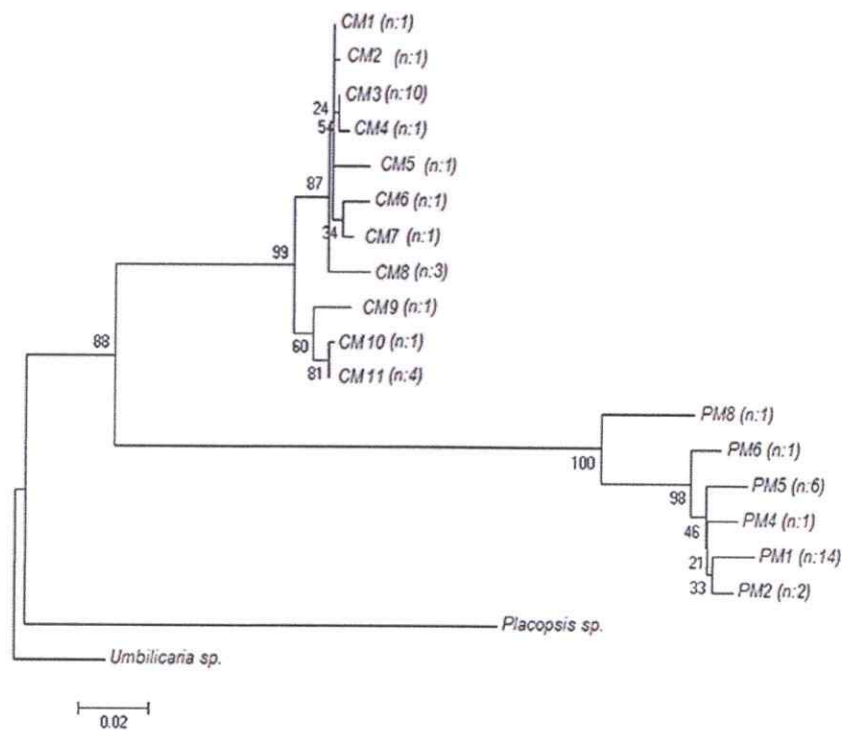 CM1 (n:1)
CM2 (n:1)
CM3 (n:10)
24
54
CM4 (n:1)
CM5 (n:1)
87
CM6 (n:1)
34
CM7 (n:1)
99
CM8 (n:3)
CM9 (n:1)
60
CM10 (n:1)
81
CM11 (n:4)
88
PM8 (n:1)
100
PM6 (n:1)
98
PM5 (n:6)
46
PM4 (n:1)
21
PM1 (n:14)
33
PM2 (n:2)
Placopsis sp.
Umbilicaria sp.
0.02